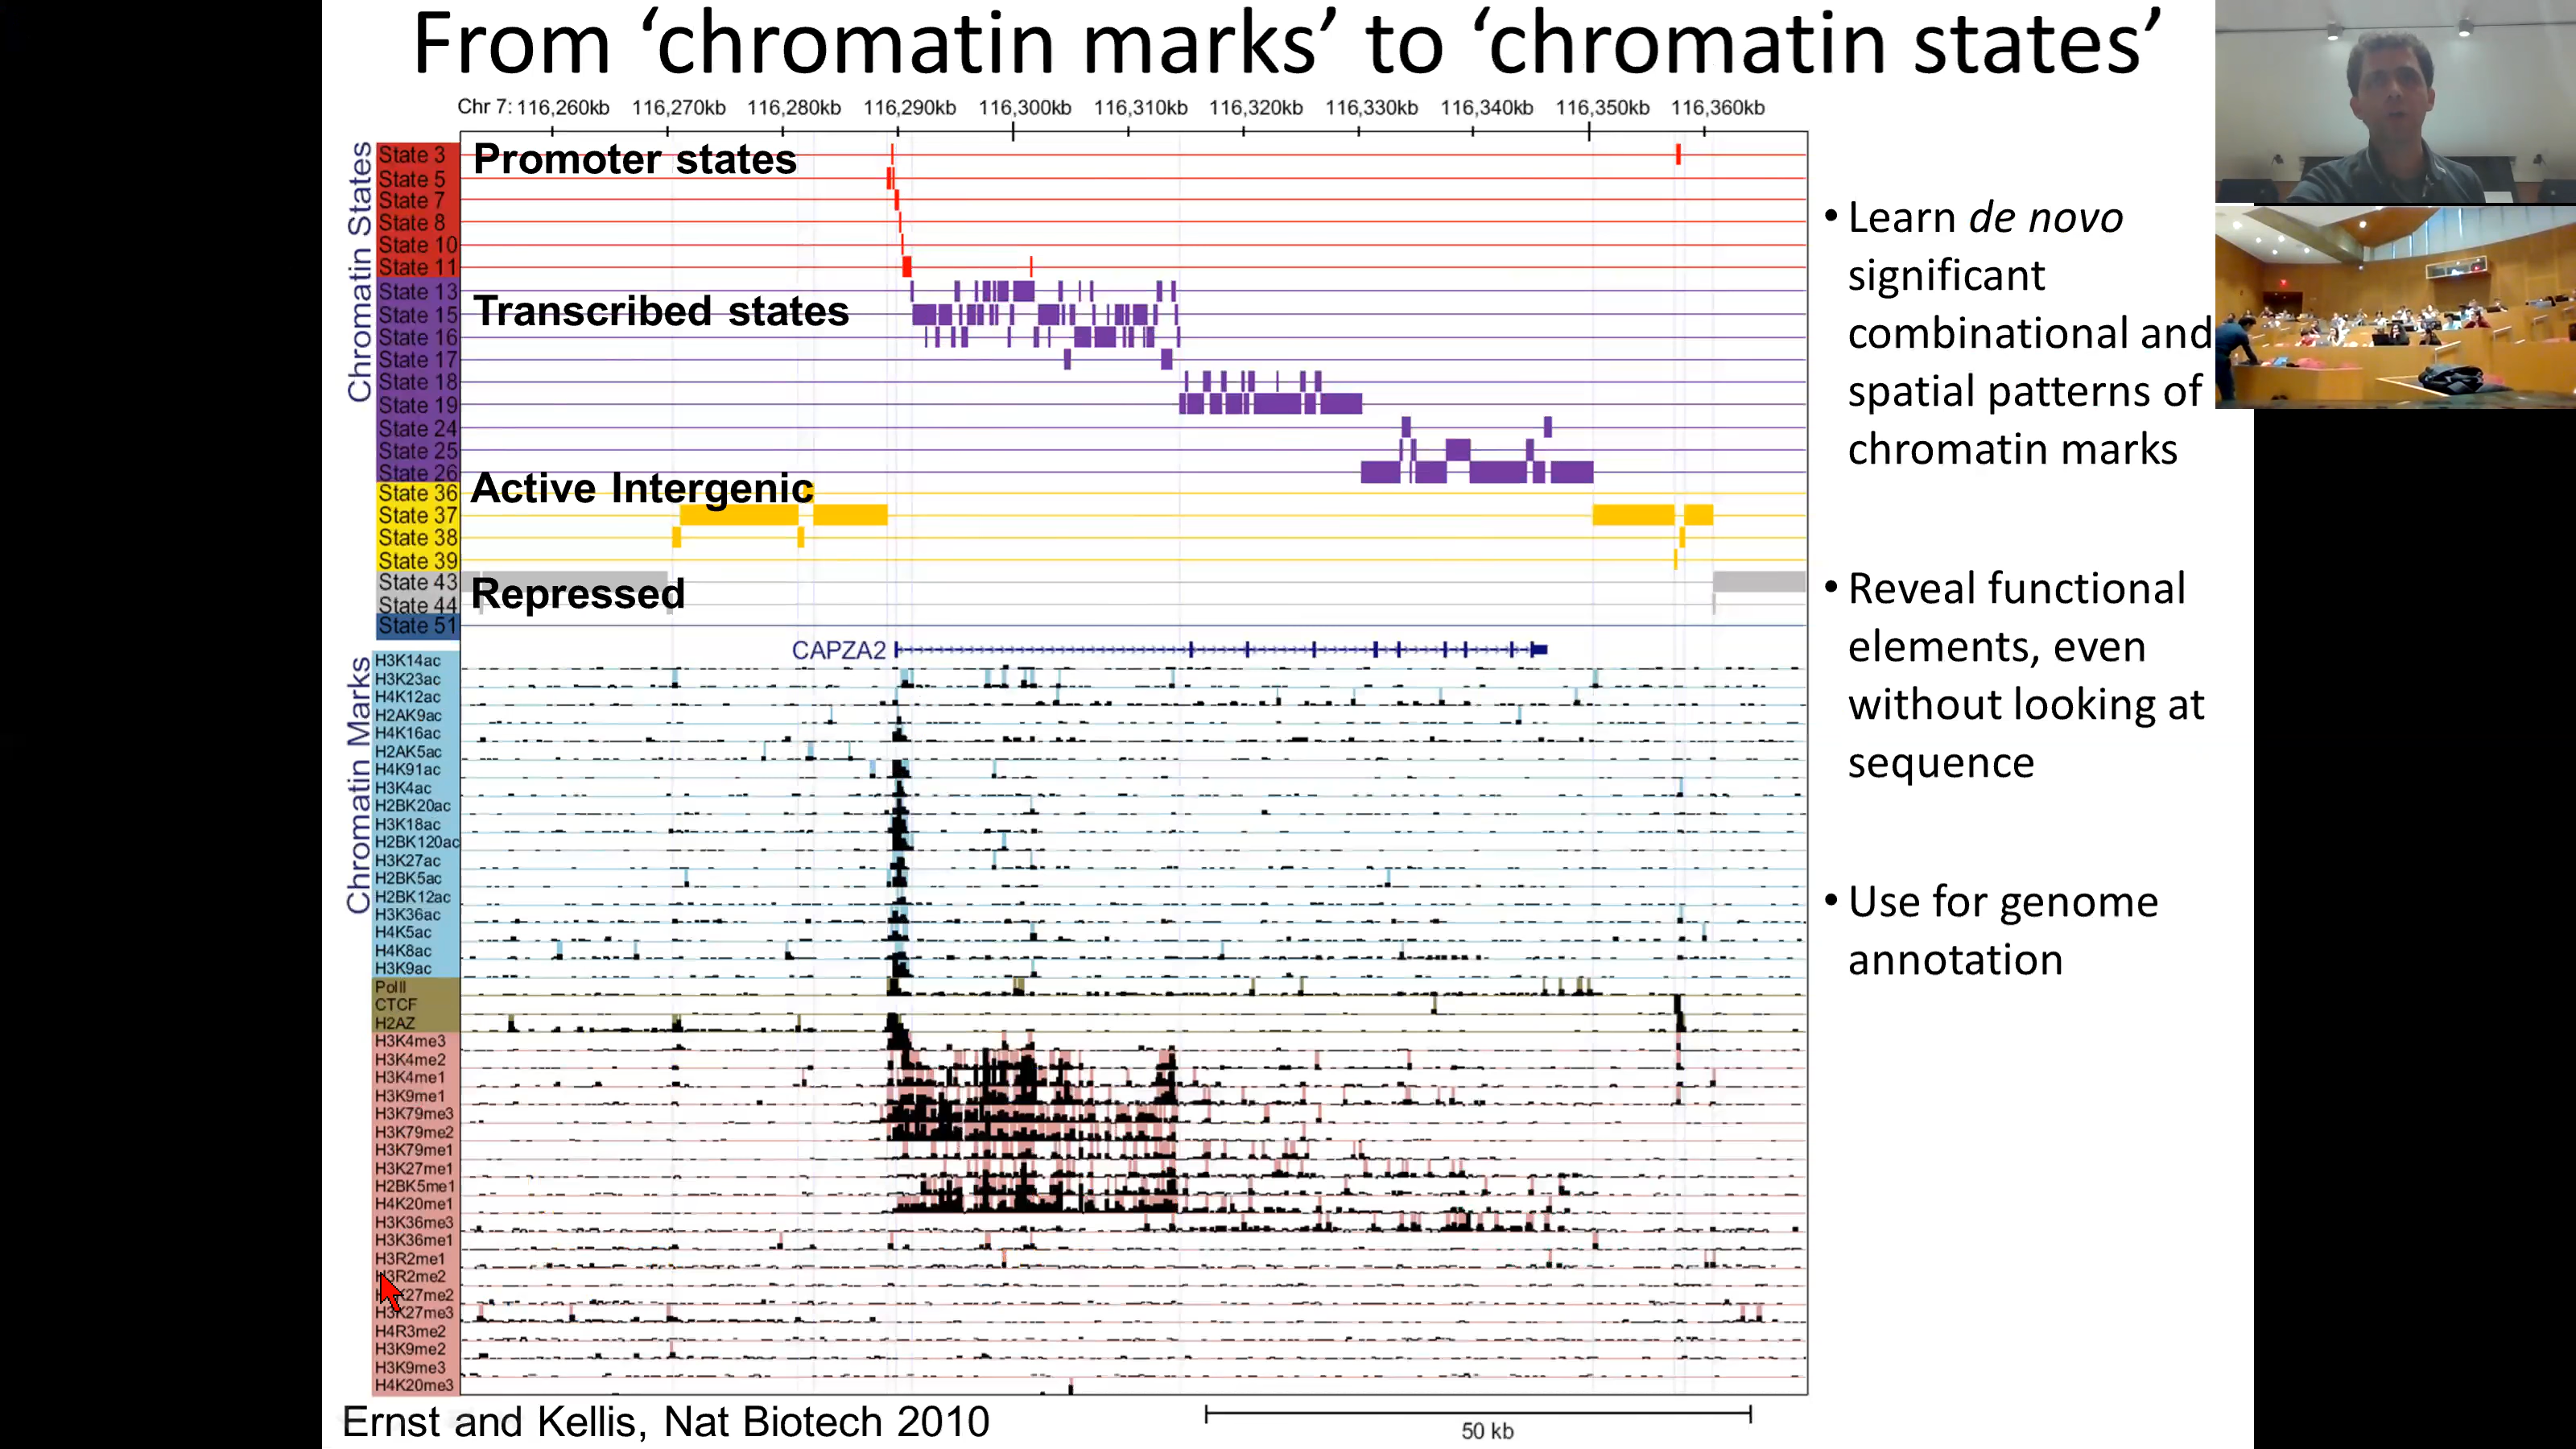 From ‘chromatin marks’ to ‘chromatin states’
Chr 7: 116,260kb 116,270kb 116,280kb 116,290kb 116,300kb 116,310kb 116,320kb 116,330kb 116,340kb 116,350kb 116,360kb
Chromatin States
State 3
Promoter states
State 5
State 7
State 8
State 10
State 11
State 13
Transcribed states
State 15
State 16
State 17
State 18
State 19
State 24
State 25
State 26
Active Intergenic
State 36
State 37
State 38
State 39
State 43
Repressed
State 44
State 51
CAPZA2
Chromatin Marks
H3K14ac
H3K23ac
H4K12ac
H2AK9ac
H4K16ac
H2AK5ac
H4K91ac
H3K4ac
H2BK20ac
H3K18ac
H2BK120ac
H3K27ac
H2BK5ac
H2BK12ac
H3K36ac
H4K5ac
H4K8ac
H3K9ac
PolII
CTCF
H2AZ
H3K4me3
H3K4me2
H3K4me1
H3K9me1
H3K79me3
H3K79me2
H3K79me1
H3K27me1
H2BK5me1
H4K20me1
H3K36me3
H3K36me1
H3R2me1
H3R2me2
H3K27me2
H3K27me3
H4R3me2
H3K9me2
H3K9me3
H4K20me3
Ernst and Kellis, Nat Biotech 2010
50 kb
• Learn de novo
significant
combinational and
spatial patterns of
chromatin marks
• Reveal functional
elements, even
without looking at
sequence
• Use for genome
annotation